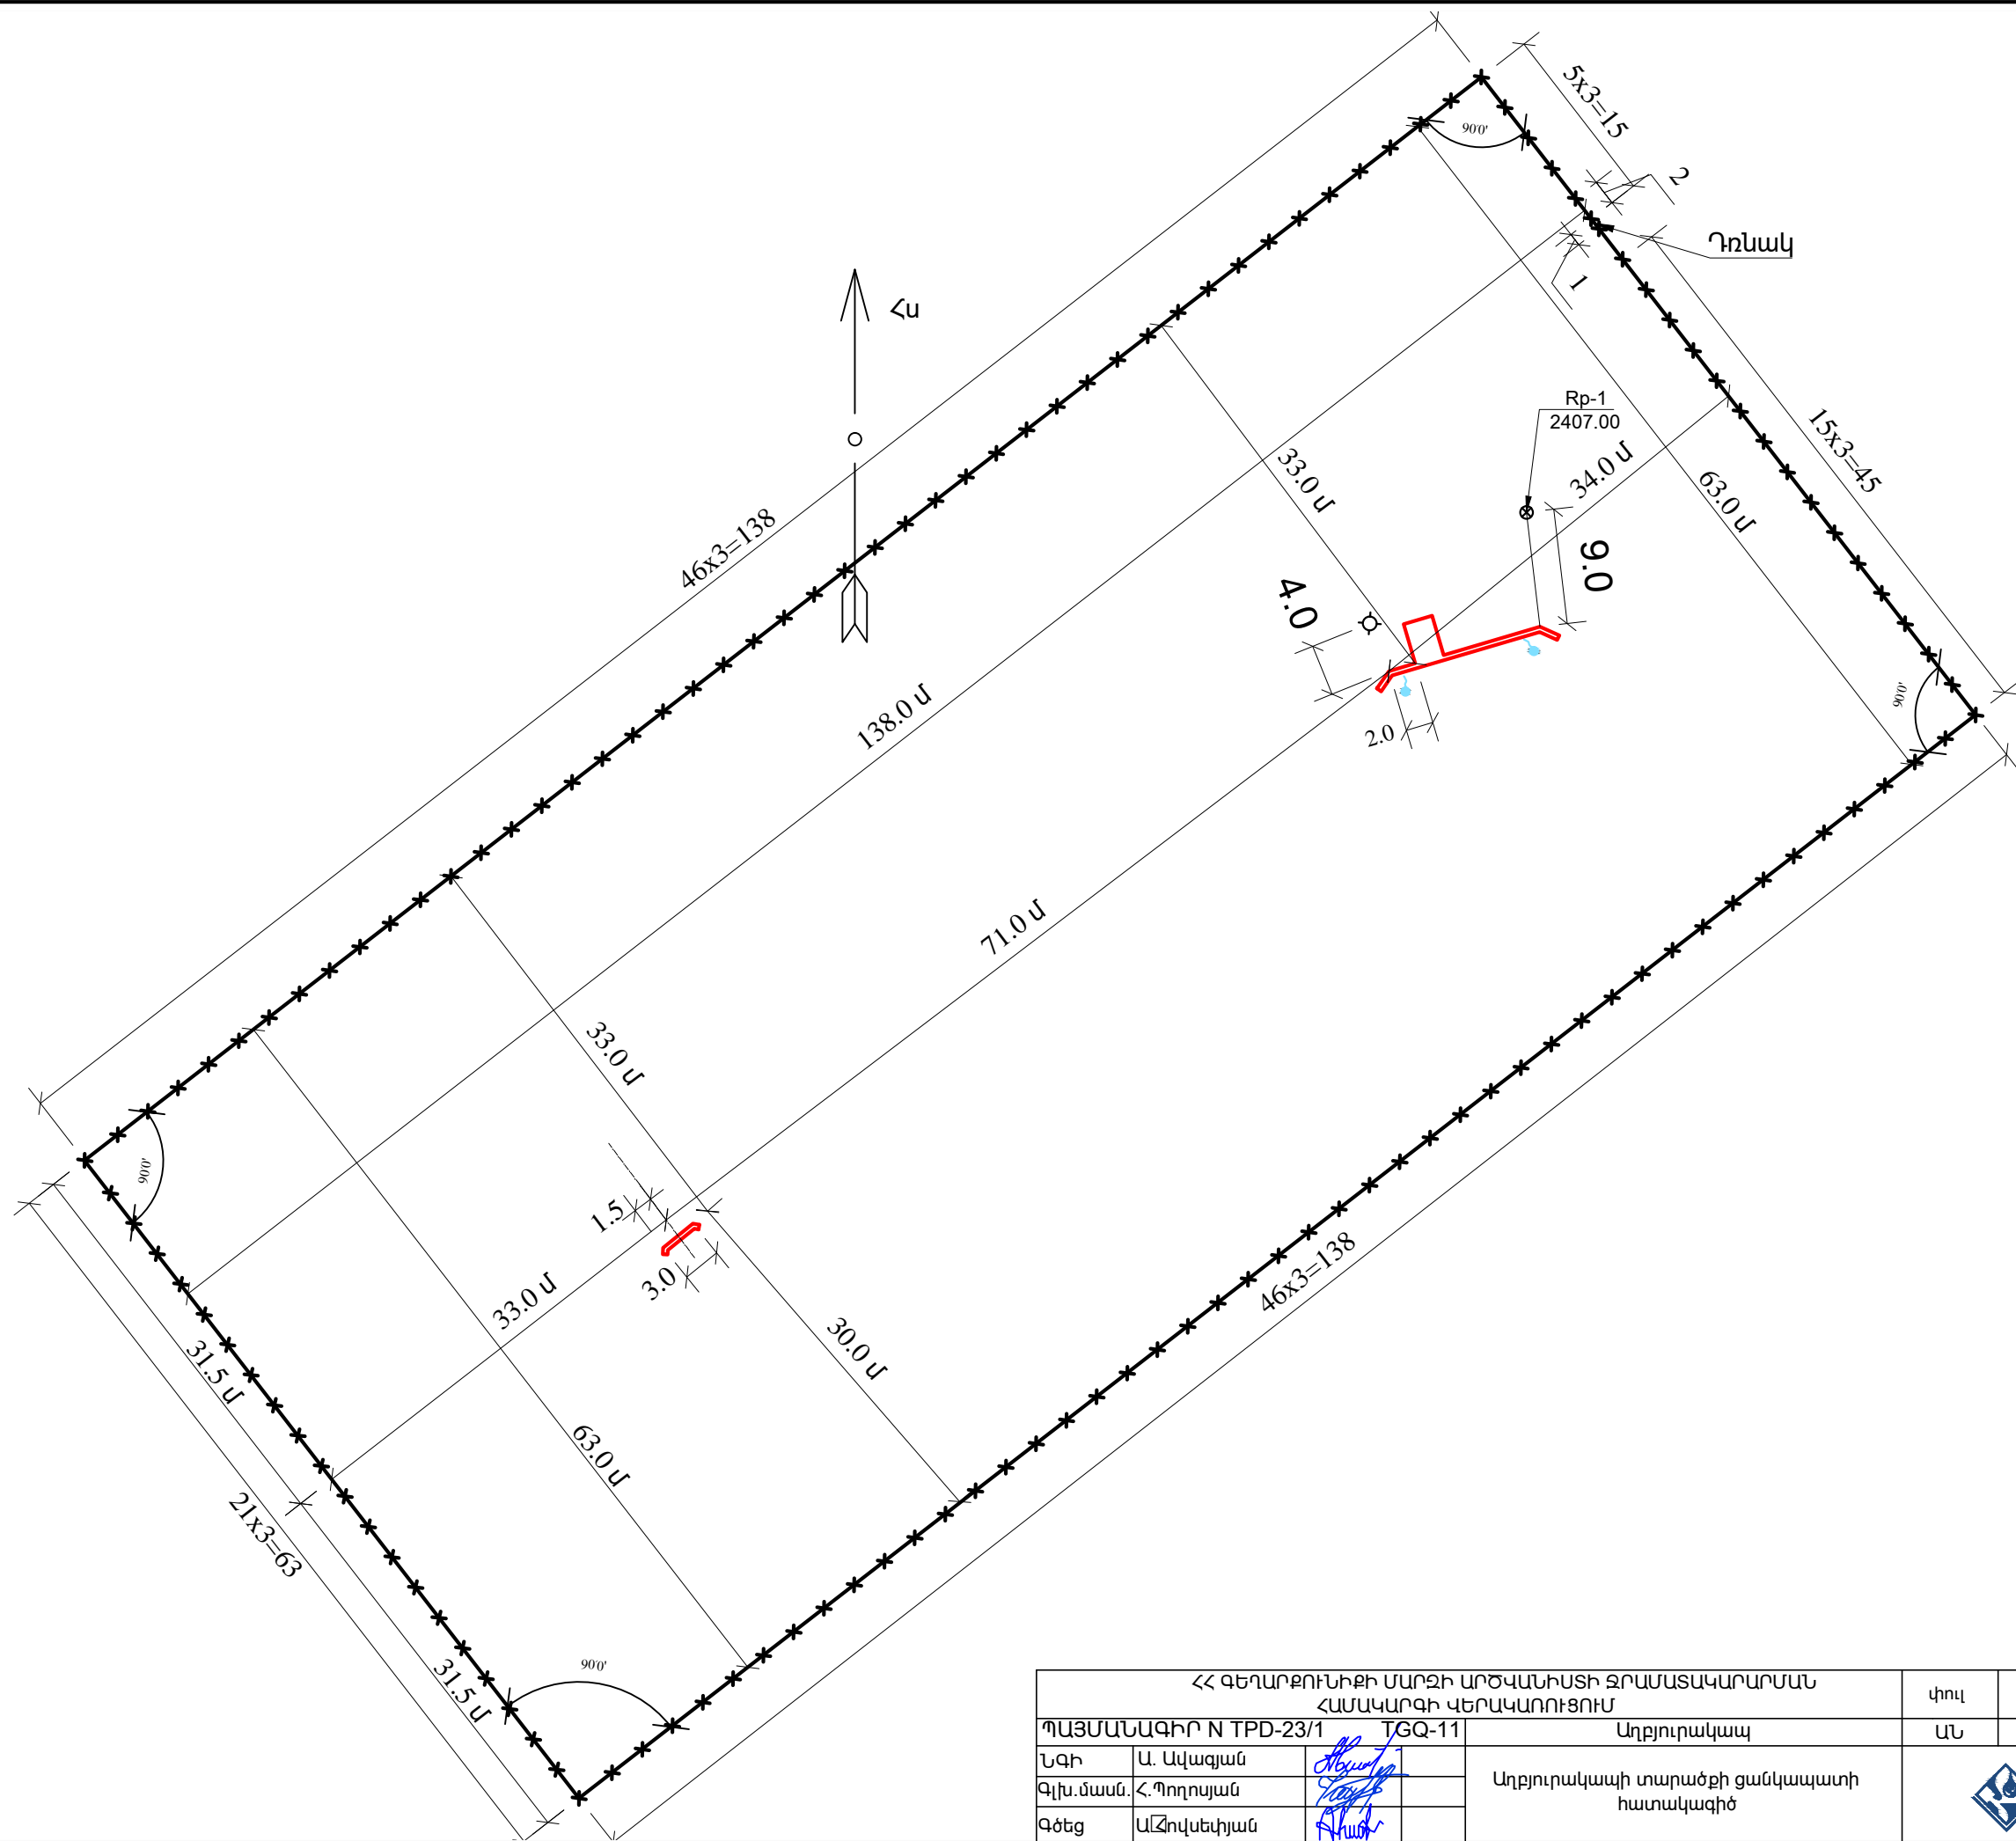 5x3=15
90°0'
2
Դռնակ
1
Հս
Rp-1
2407.00
15x3=45
46x3=138
33.0 մ
34.0 մ
63.0 մ
9.0
4.0
138.0 մ
2.0
90°0'
71.0 մ
33.0 մ
90°0'
1.5
3.0
33.0 մ
46x3=138
31.5 մ
30.0 մ
63.0 մ
21x3=63
31.5 մ
90°0'
ՀՀ ԳԵՂԱՐՔՈՒՆԻՔԻ ՄԱՐԶԻ ԱՐԾՎԱՆԻՍՏԻ ՋՐԱՄԱՏԱԿԱՐԱՐՄԱՆ
ՀԱՄԱԿԱՐԳԻ ՎԵՐԱԿԱՌՈՒՑՈՒՄ
փուլ
ՊԱՅՄԱՆԱԳԻՐ N TPD-23/1 TGQ-11
Աղբյուրակապ
ԱՆ
ՆԳԻ
Ա. Ավագյան
Գլխ.մասն.
Հ.Պողոսյան
Աղբյուրակապի տարածքի ցանկապատի
հատակագիծ
Գծեց
Ա Հովսեփյան